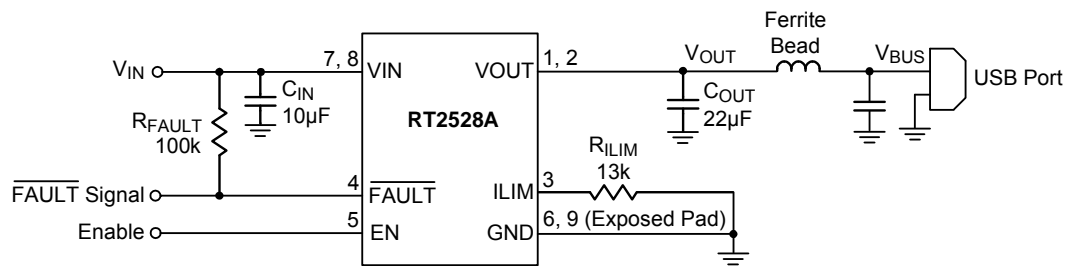 Ferrite
Bead
7, 8
1, 2
VOUT
VBUS
VIN
VIN
VOUT
USB Port
CIN
10µF
COUT
22µF
RFAULT
100k
RT2528A
RILIM
13k
FAULT Signal
4
FAULT
ILIM
3
Enable
5
EN
GND
6, 9 (Exposed Pad)